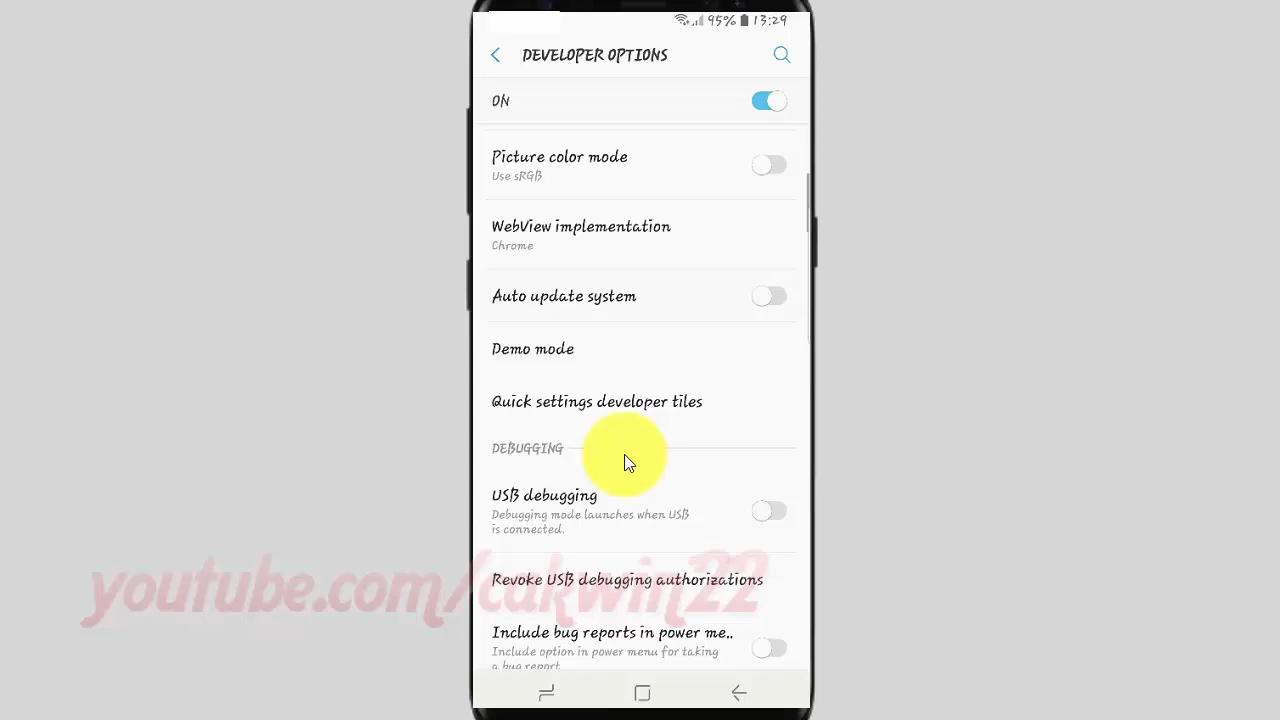 95% 13:29
DEVELOPER OPTIONS
ON
Picture color mode
Use sRGB
WebView implementation
Chrome
Auto update system
Demo mode
Quick settings developer tiles
DEBUGGING
USB debugging
Debugging mode launches when USB
is connected.
youtube.com/cakwin22
Revoke USB debugging authorizations
Include bug reports in power me..
Include option in power menu for taking
a bug report